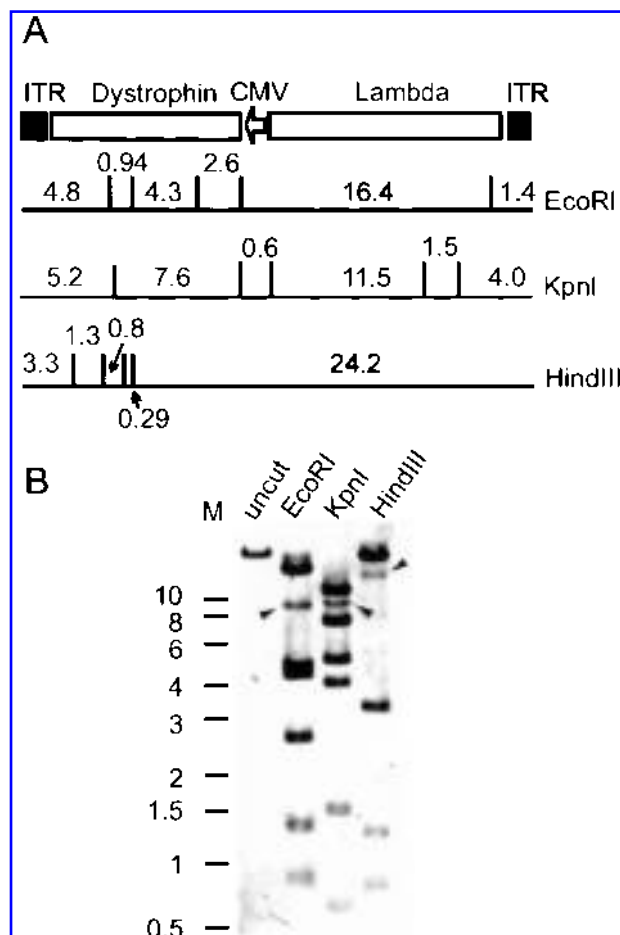 A
ITR Dystrophin CMV Lambda ITR
0.94 2.6
4.8 4.3 16.4 1.4 EcoRI
0.6 1.5
5.2 7.6 11.5 4.0 KpnI
1.3 0.8
3.3 24.2 HindIII
0.29
B
M uncut EcoRI KpnI HindIII
10
8
6
4
3
2
1.5
1
0.5